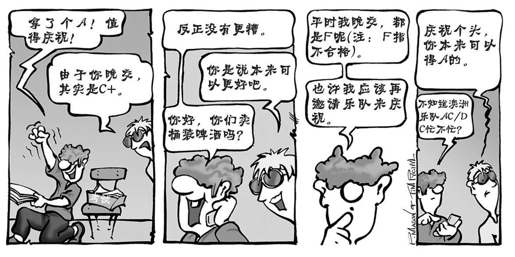 拿了个A！值
得庆祝！
由于你晚交，
其实是C+。
反正没有更糟。
你是说本来可
以更好吧。
你好，你们卖
桶装啤酒吗？
平时我晚交，都
是F呢(注：F指
不合格)。
也许我应该再
邀请乐队来庆
祝。
庆祝个头，
你本来可以
得A的。
不知道澳洲
乐队AC/D
C忙不忙？